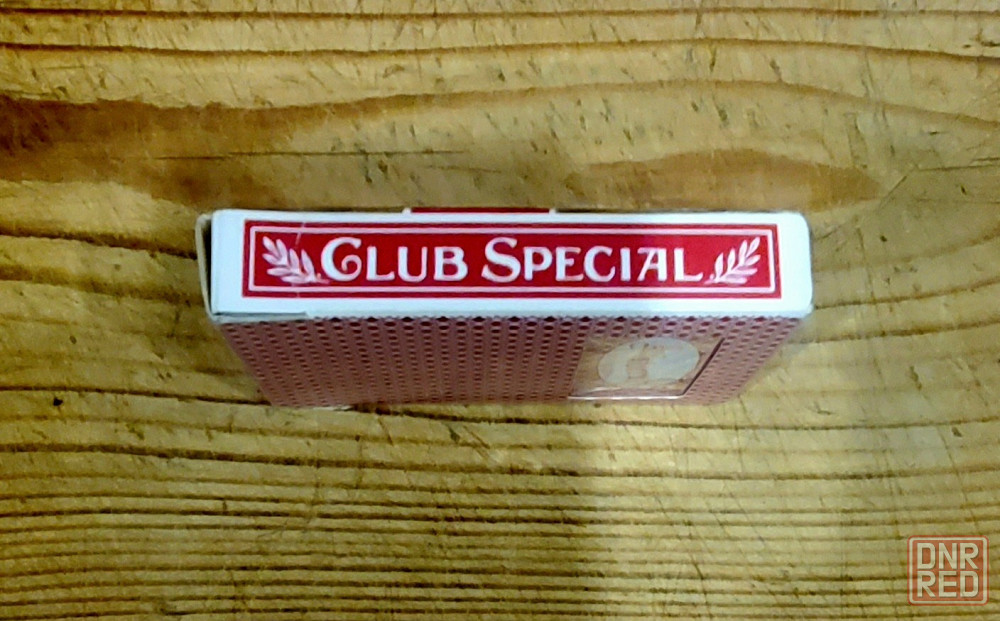 CLUB SPECIAL
DNR
RED